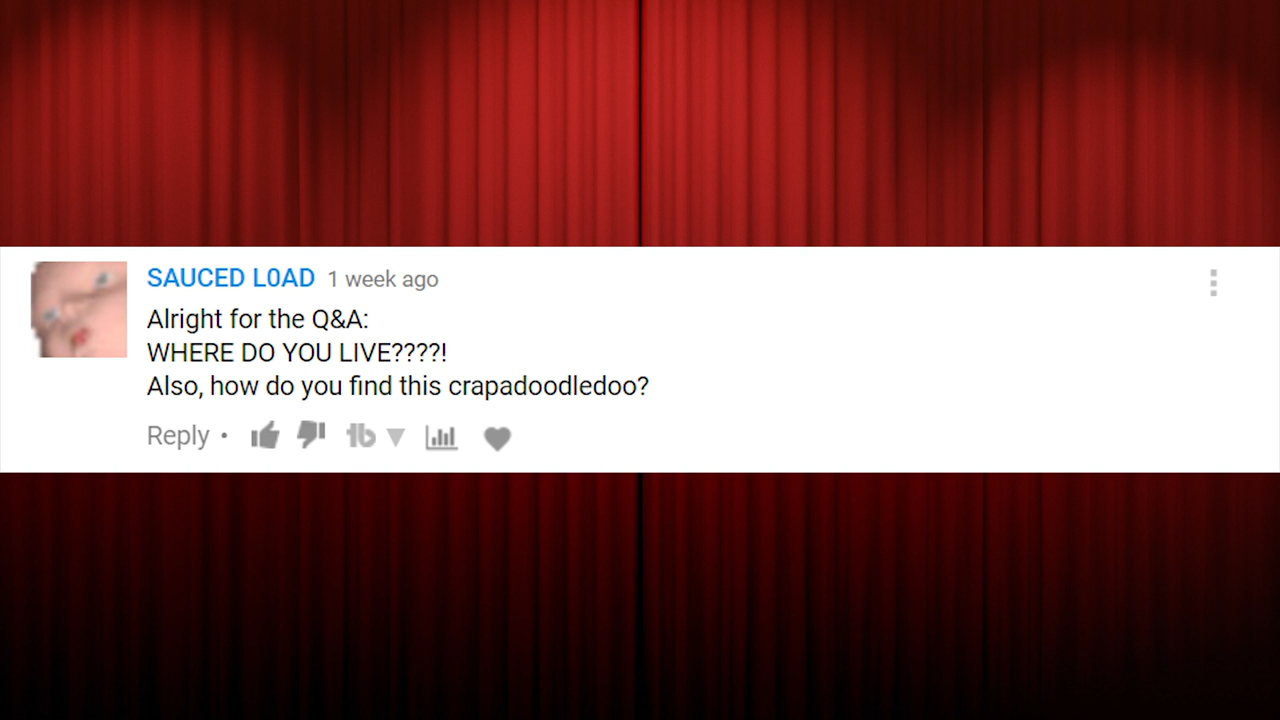 SAUCED L0AD 1 week ago
Alright for the Q&A:
WHERE DO YOU LIVE????!
Also, how do you find this crapadoodledoo?
Reply •
tb